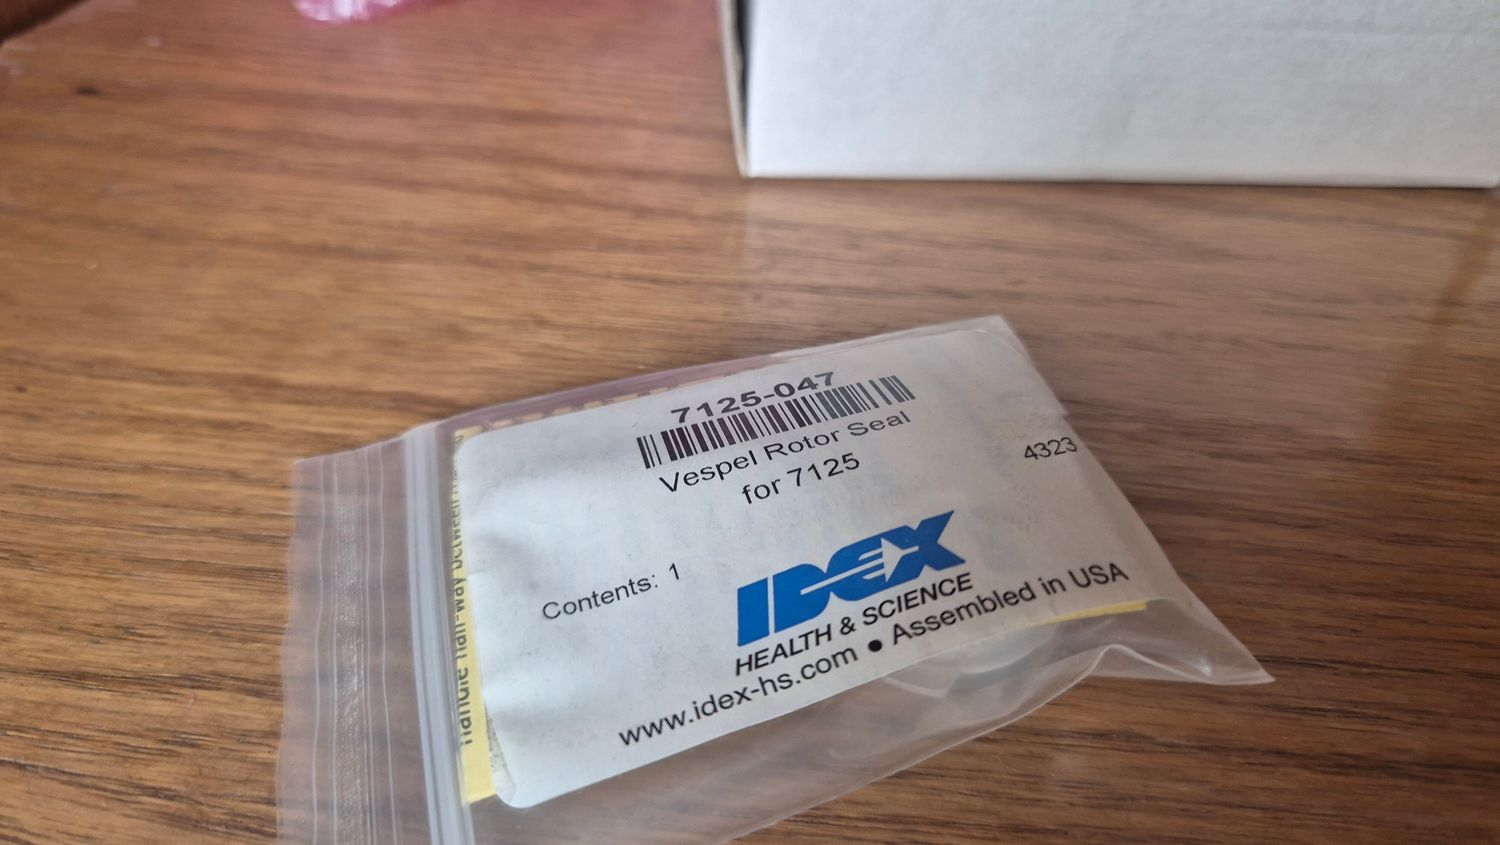 7125-047
Vespel Rotor Seal
for 7125
4323
Contents: 1
IDEX
HEALTH & SCIENCE
www.idex-hs.com ● Assembled in USA